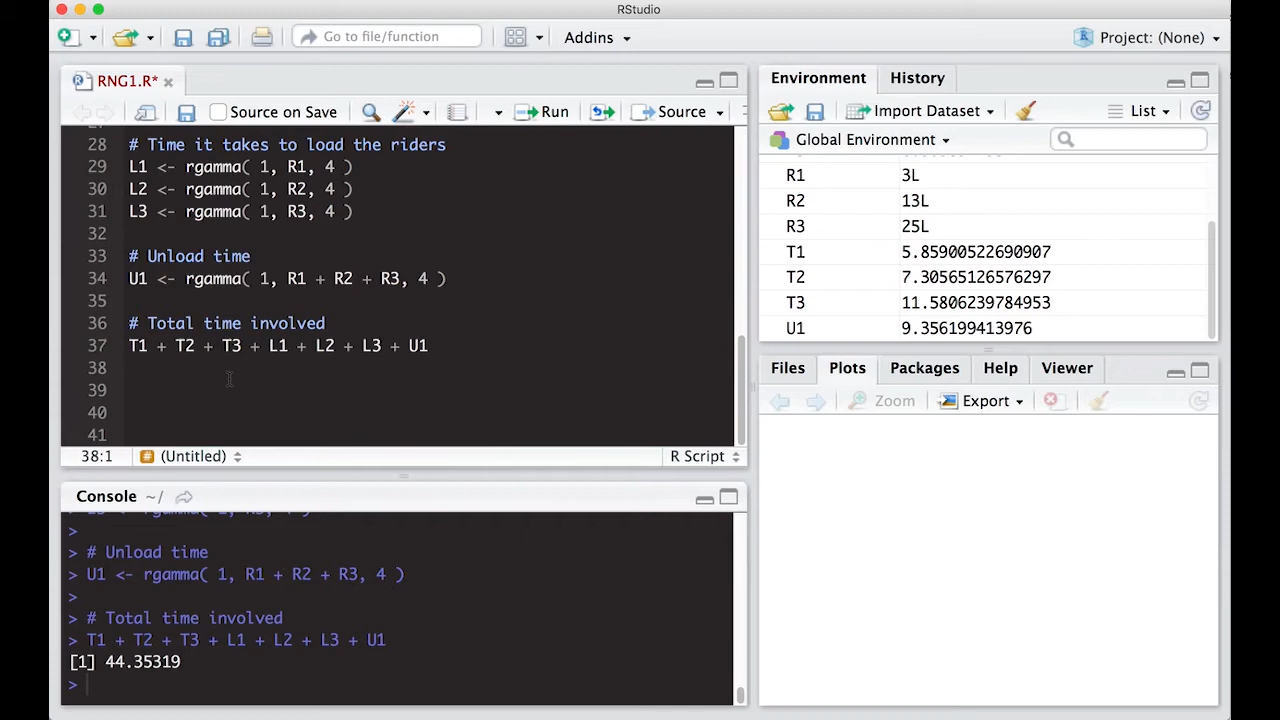 RStudio
Go to file/function
Addins
Project: (None)
RNG1.R*
Source on Save
Run
Source
28 # Time it takes to load the riders
29 L1 <- rgamma( 1, R1, 4 )
30 L2 <- rgamma( 1, R2, 4 )
31 L3 <- rgamma( 1, R3, 4 )
32
33 # Unload time
34 U1 <- rgamma( 1, R1 + R2 + R3, 4 )
35
36 # Total time involved
37 T1 + T2 + T3 + L1 + L2 + L3 + U1
38
39
40
41
38:1 (Untitled) R Script
Console ~/
>
> # Unload time
> U1 <- rgamma( 1, R1 + R2 + R3, 4 )
>
> # Total time involved
> T1 + T2 + T3 + L1 + L2 + L3 + U1
[1] 44.35319
>
Environment History
Import Dataset List
Global Environment
R1 3L
R2 13L
R3 25L
T1 5.85900522690907
T2 7.30565126576297
T3 11.5806239784953
U1 9.356199413976
Files Plots Packages Help Viewer
Zoom Export